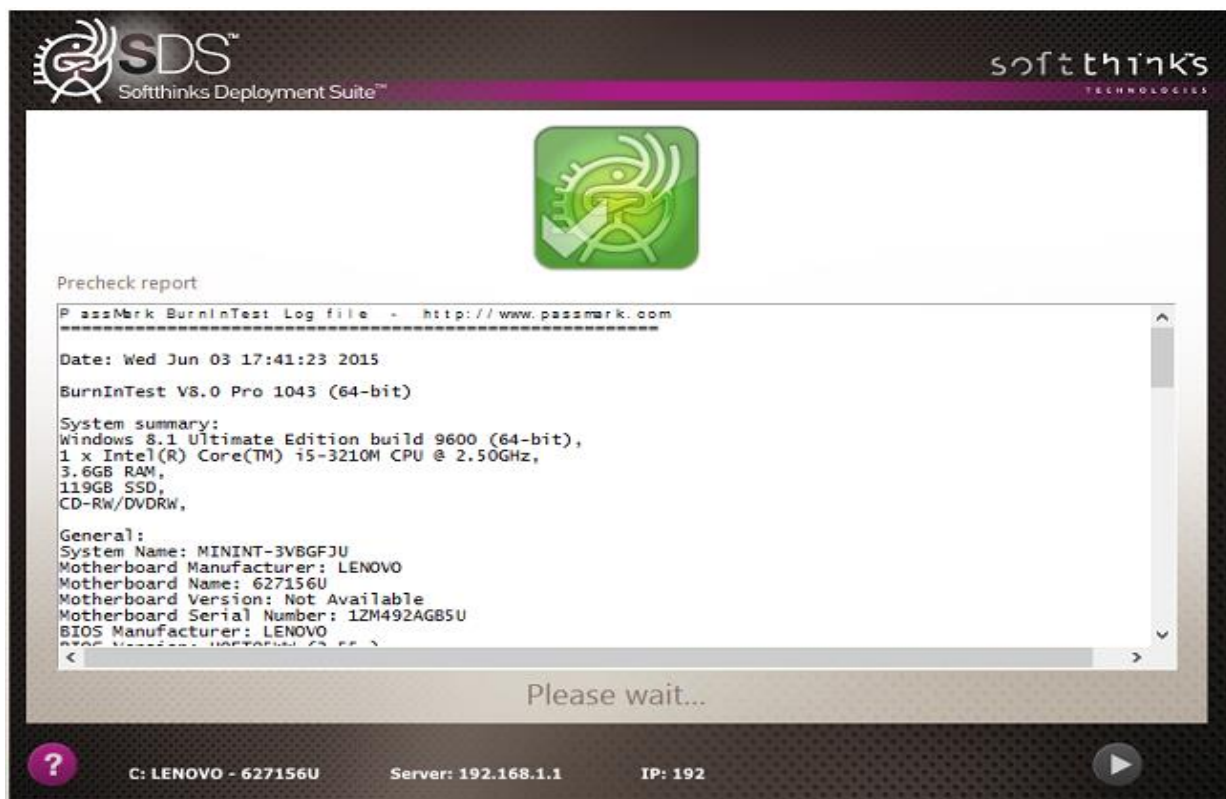 SDS™
Softthinks Deployment Suite™
softthinks
TECHNOLOGIES
Precheck report
PassMark BurnInTest Log file - http://www.passmark.com
=======================================================
Date: Wed Jun 03 17:41:23 2015
BurnInTest V8.0 Pro 1043 (64-bit)
System summary:
Windows 8.1 Ultimate Edition build 9600 (64-bit),
1 x Intel(R) Core(TM) i5-3210M CPU @ 2.50GHz,
3.6GB RAM,
119GB SSD,
CD-RW/DVDRW,
General:
System Name: MININT-3VBGFJU
Motherboard Manufacturer: LENOVO
Motherboard Name: 627156U
Motherboard Version: Not Available
Motherboard Serial Number: 1ZM492AGB5U
BIOS Manufacturer: LENOVO
BIOS Version:
Please wait...
?
C: LENOVO - 627156U Server: 192.168.1.1 IP: 192